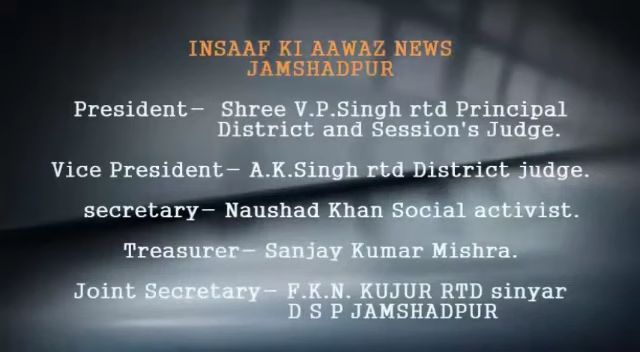 INSAAF KI AAWAZ NEWS
JAMSHADPUR
President— Shree V.P.Singh rtd Principal
District and Session's Judge.
Vice President— A.K.Singh rtd District judge.
secretary— Naushad Khan Social activist.
Treasurer— Sanjay Kumar Mishra.
Joint Secretary— F.K.N. KUJUR RTD sinyar
D S P JAMSHADPUR